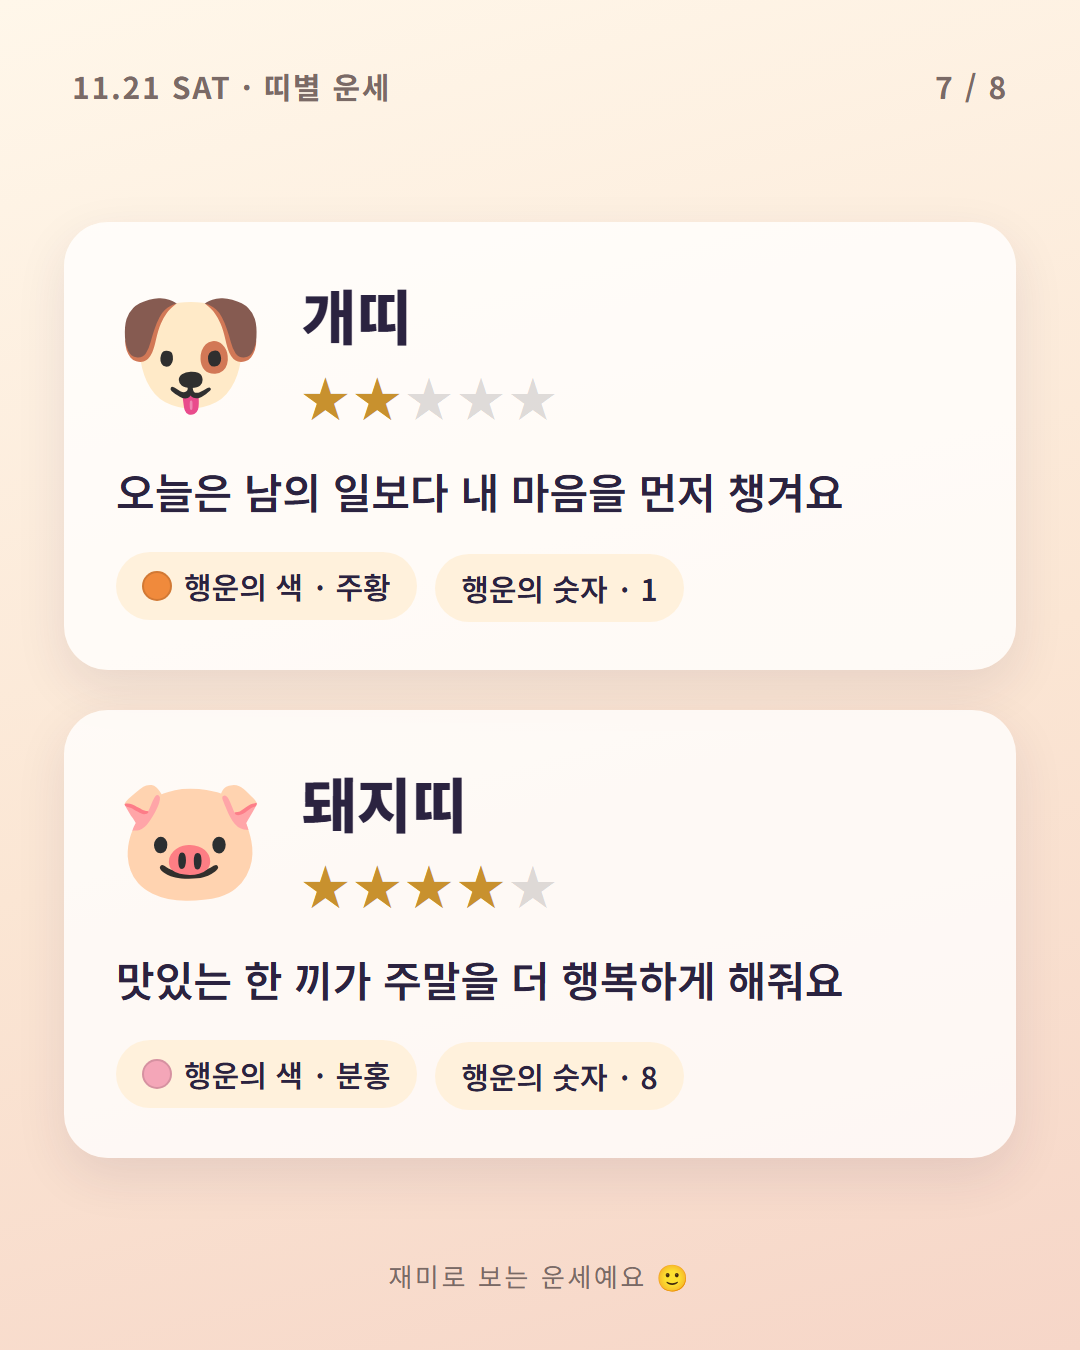 11.21 SAT · 띠별 운세
7 / 8
개띠
★★★★★
오늘은 남의 일보다 내 마음을 먼저 챙겨요
행운의 색 · 주황
행운의 숫자 · 1
돼지띠
★★★★★
맛있는 한 끼가 주말을 더 행복하게 해줘요
행운의 색 · 분홍
행운의 숫자 · 8
재미로 보는 운세예요 🙂